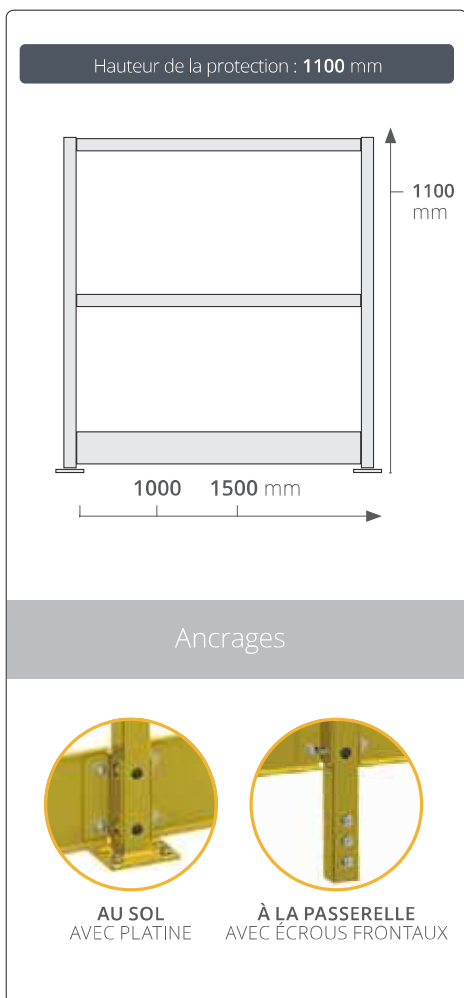 Hauteur de la protection : 1100 mm
1100
mm
1000 1500 mm
Ancrages
AU SOL
AVEC PLATINE
À LA PASSERELLE
AVEC ÉCROUS FRONTAUX